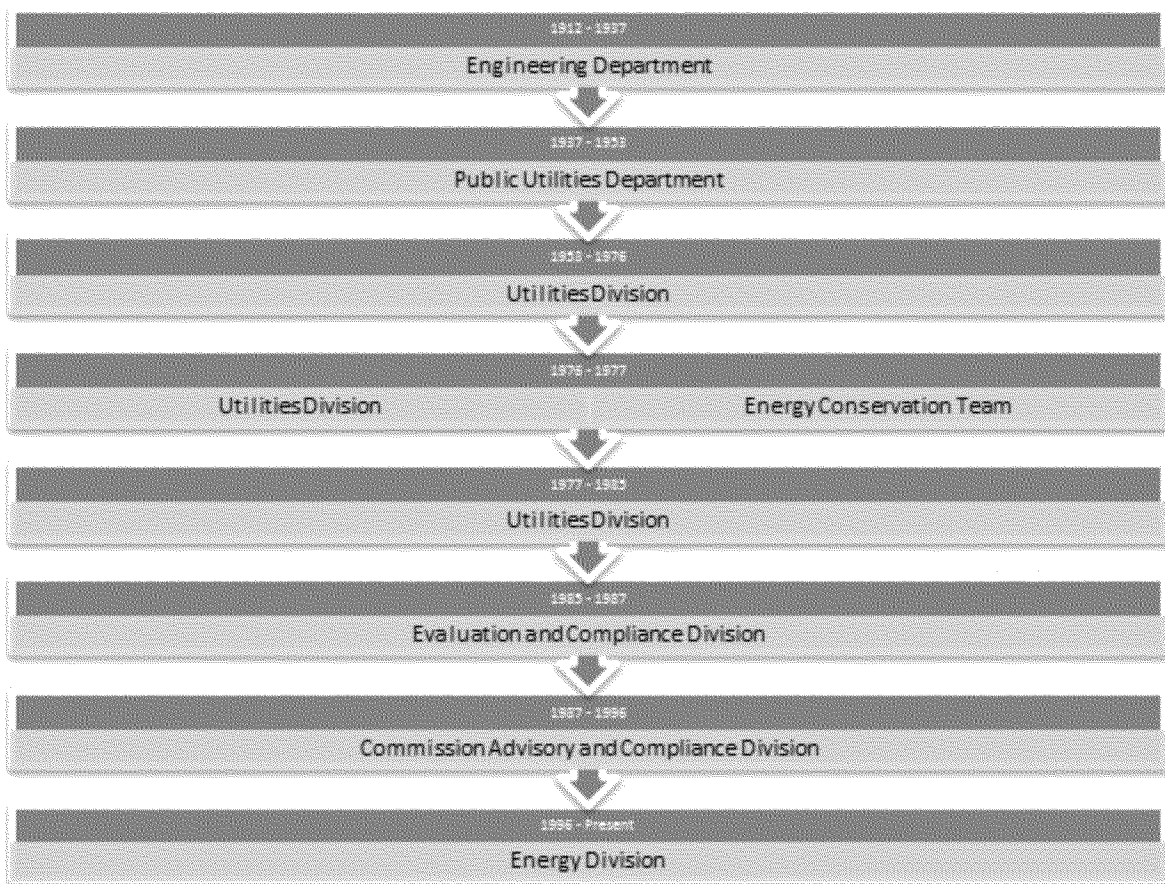 1912 - 1937
Engineering Department
1937 - 1953
Public Utilities Department
1953 - 1976
Utilities Division
1976 - 1977
Utilities Division Energy Conservation Team
1977 - 1985
Utilities Division
1985 - 1987
Evaluation and Compliance Division
1987 - 1996
Commission Advisory and Compliance Division
1996 - Present
Energy Division